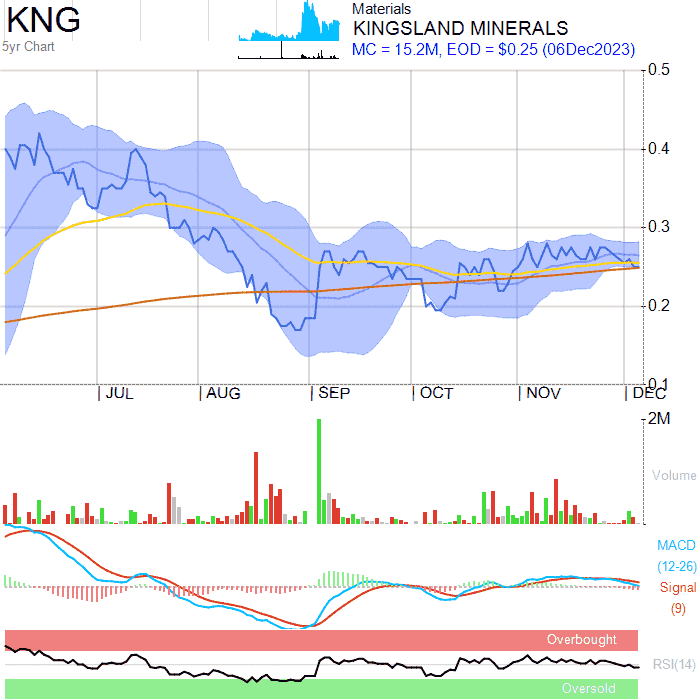 KNG
5yr Chart
Materials
KINGSLAND MINERALS
MC = 15.2M, EOD = $0.25 (06Dec2023)
0.5
0.4
0.3
0.2
0.1
JUL
AUG
SEP
OCT
NOV
DEC
2M
Volume
MACD
(12-26)
Signal
(9)
Overbought
RSI(14)
Oversold